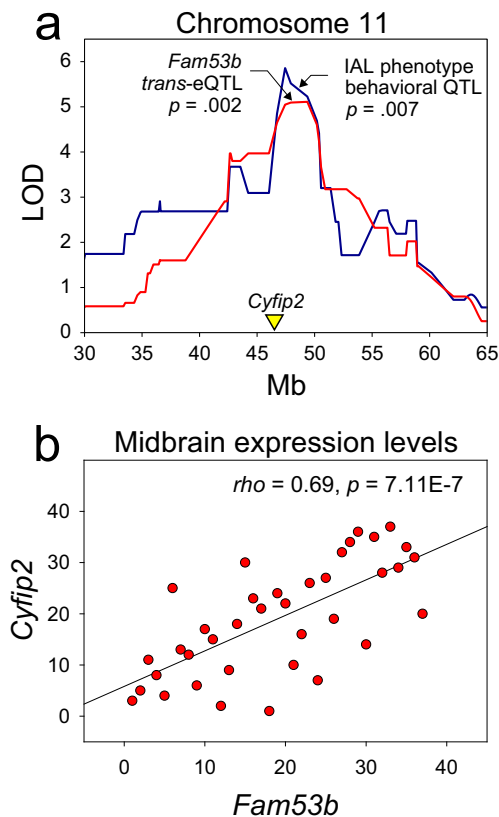 a
Chromosome 11
Fam53b
trans-eQTL
p = .002
IAL phenotype
behavioral QTL
p = .007
LOD
6
5
4
3
2
1
0
Cyfip2
30 35 40 45 50 55 60 65
Mb
b
Midbrain expression levels
rho = 0.69, p = 7.11E-7
Cyfip2
40
30
20
10
0
0 10 20 30 40
Fam53b